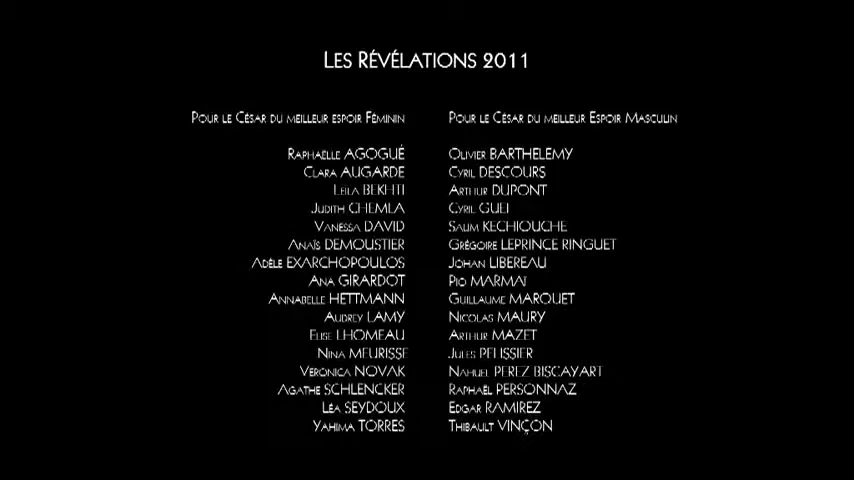 Les Révélations 2011
Pour le César du meilleur espoir Féminin
Raphaëlle AGOGUÉ
Clara AUGARDE
Leïla BEKHTI
Judith CHEMLA
Vanessa DAVID
Anaïs DEMOUSTIER
Adèle EXARCHOPOULOS
Ana GIRARDOT
Annabelle HETTMANN
Audrey LAMY
Elise LHOMEAU
Nina MEURISSE
Véronica NOVAK
Agathe SCHLENCKER
Léa SEYDOUX
Yahima TORRES
Pour le César du meilleur Espoir Masculin
Olivier BARTHELEMY
Cyril DESCOURS
Arthur DUPONT
Cyril GUEI
Salim KECHIOUCHE
Grégoire LEPRINCE RINGUET
Johan LIBEREAU
Pio MARMAÏ
Guillaume MARQUET
Nicolas MAURY
Arthur MAZET
Jules PELISSIER
Nahuel PEREZ BISCAYART
Raphaël PERSONNAZ
Edgar RAMIREZ
Thibault VINÇON